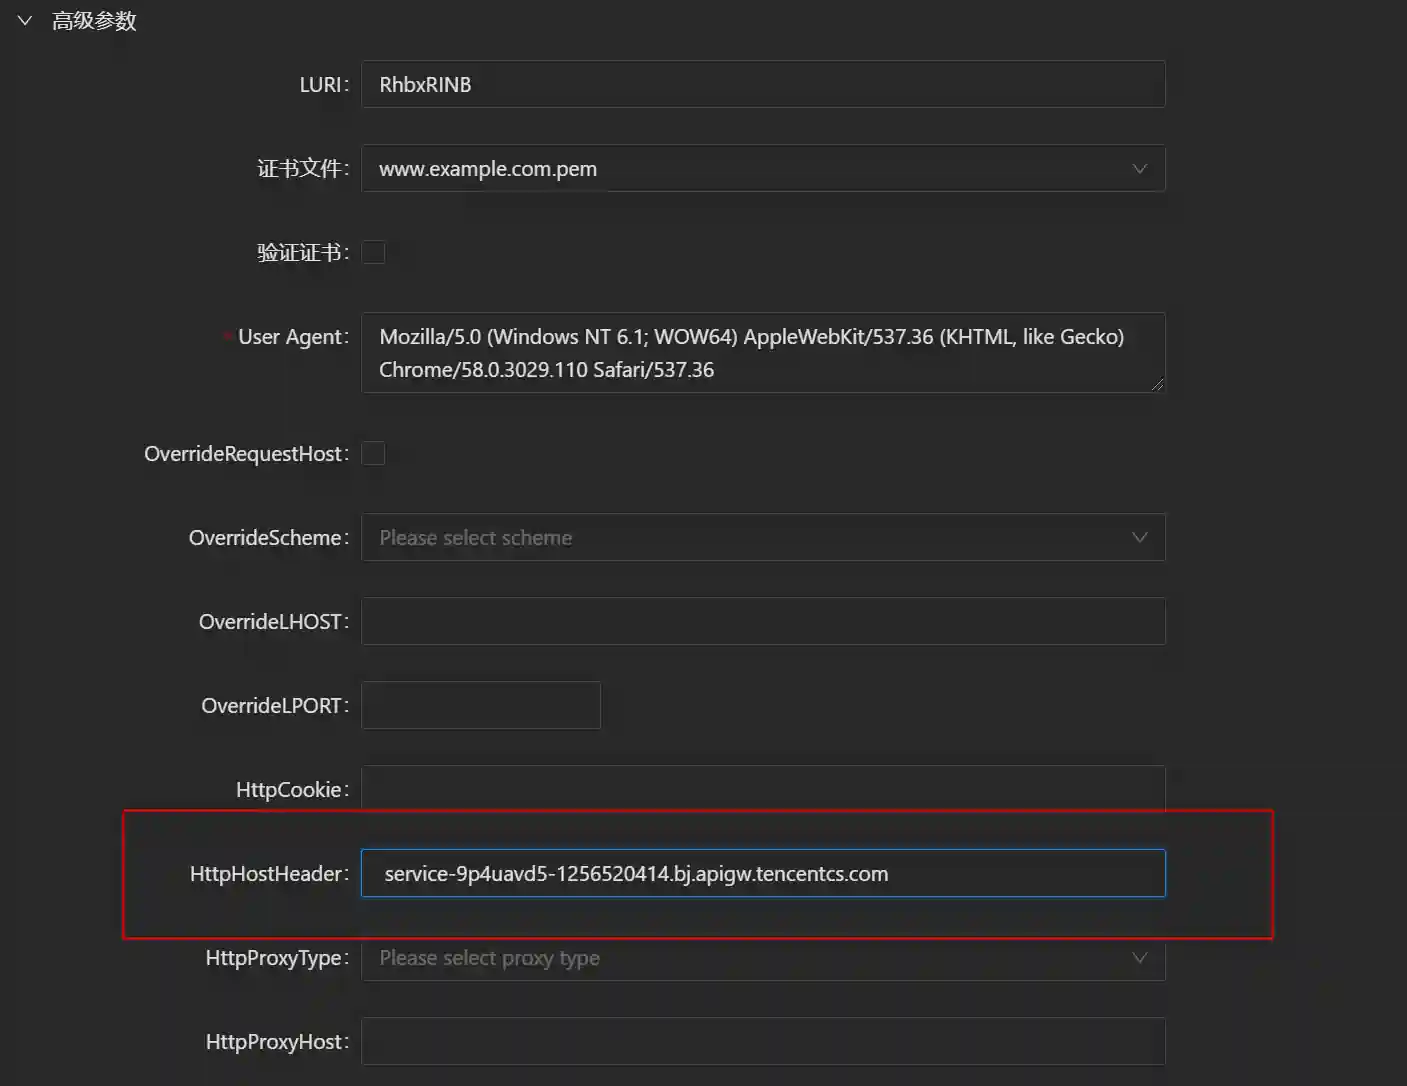 高级参数
LURI: RhbxRINB
证书文件: www.example.com.pem
验证证书:
* User Agent: Mozilla/5.0 (Windows NT 6.1; WOW64) AppleWebKit/537.36 (KHTML, like Gecko)
Chrome/58.0.3029.110 Safari/537.36
OverrideRequestHost:
OverrideScheme: Please select scheme
OverrideLHOST:
OverrideLPORT:
HttpCookie:
HttpHostHeader: service-9p4uavd5-1256520414.bj.apigw.tencentcs.com
HttpProxyType: Please select proxy type
HttpProxyHost: